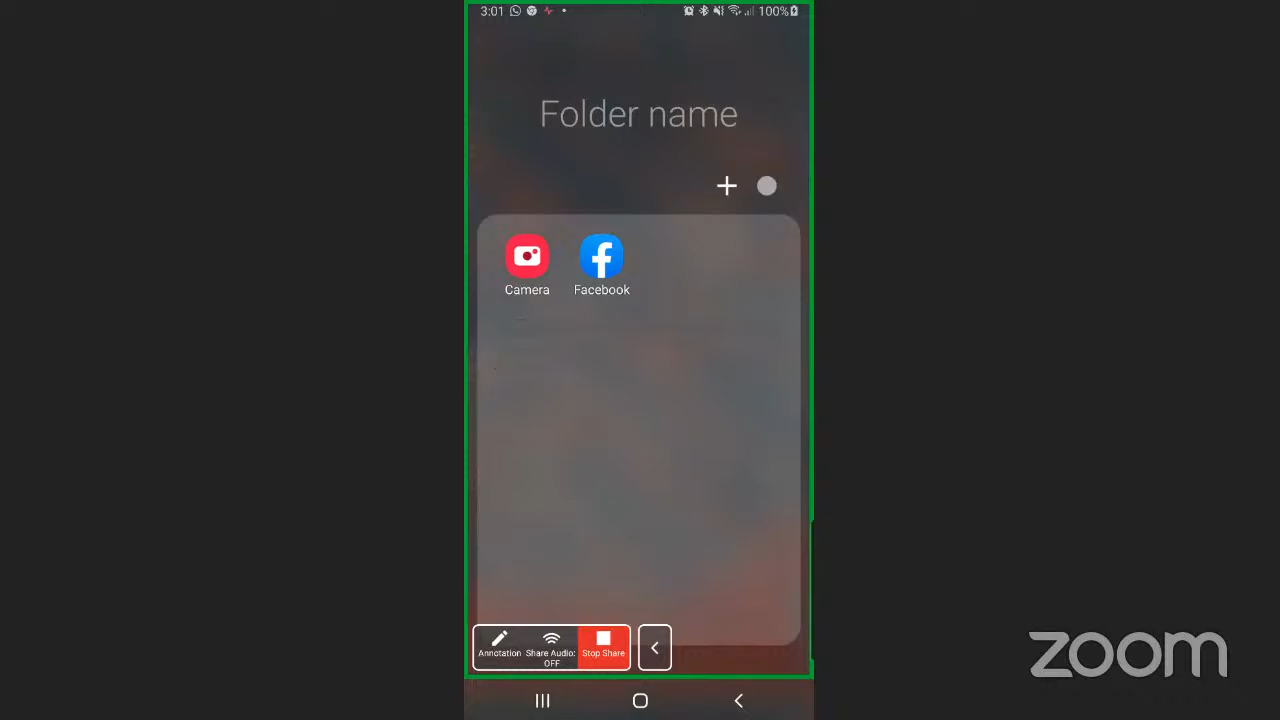 3:01 100%
Folder name
Camera Facebook
Annotation Share Audio: OFF Stop Share
zoom